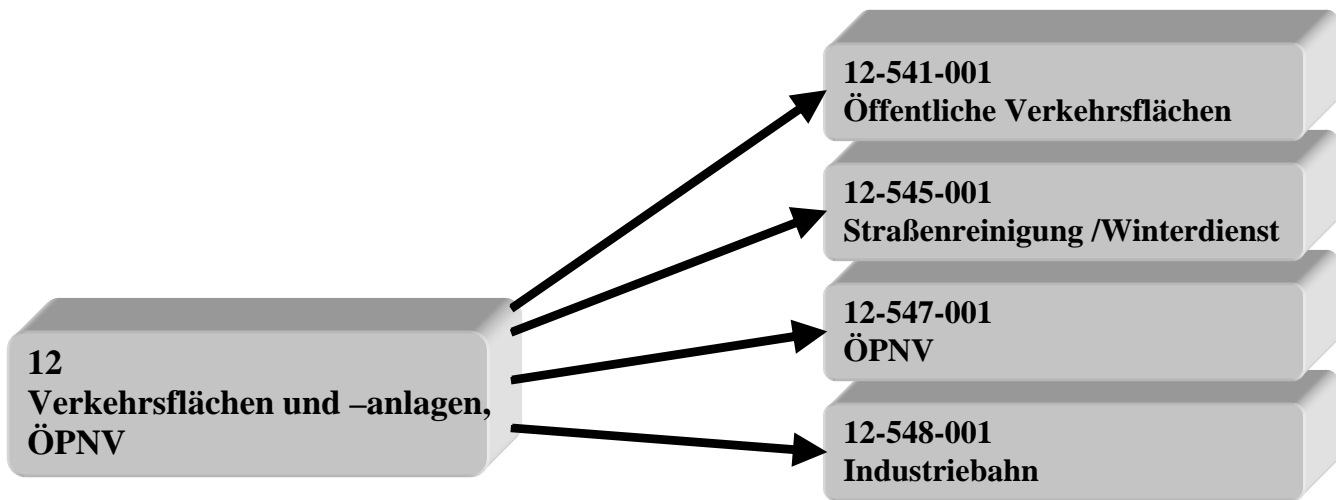 12-541-001
Öffentliche Verkehrsflächen
12-545-001
Straßenreinigung /Winterdienst
12-547-001
ÖPNV
12-548-001
Industriebahn
12
Verkehrsflächen und –anlagen,
ÖPNV